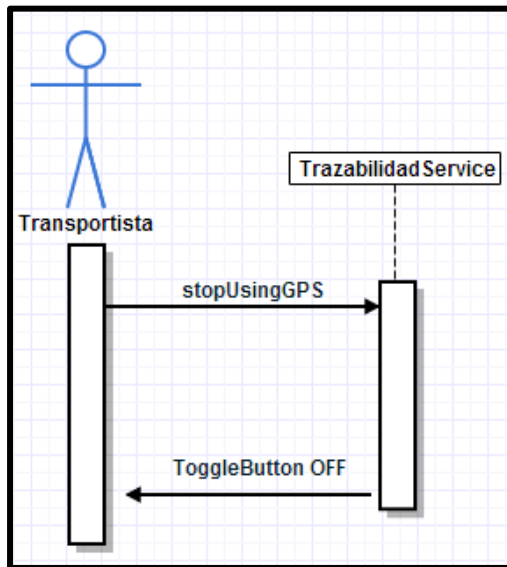 TrazabilidadService
Transportista
stopUsingGPS
ToggleButton OFF